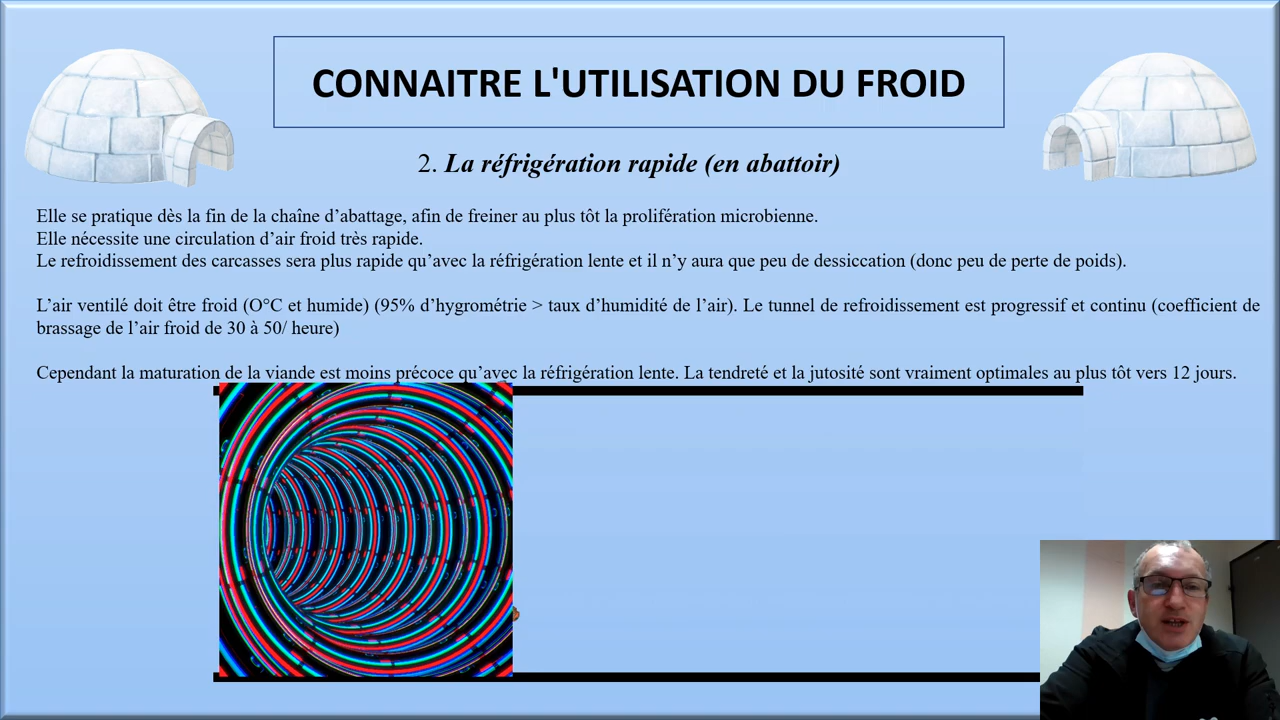 CONNAITRE L'UTILISATION DU FROID
2. La réfrigération rapide (en abattoir)
Elle se pratique dès la fin de la chaîne d’abattage, afin de freiner au plus tôt la prolifération microbienne.
Elle nécessite une circulation d’air froid très rapide.
Le refroidissement des carcasses sera plus rapide qu’avec la réfrigération lente et il n’y aura que peu de dessiccation (donc peu de perte de poids).
L’air ventilé doit être froid (O°C et humide) (95% d’hygrométrie > taux d’humidité de l’air). Le tunnel de refroidissement est progressif et continu (coefficient de
brassage de l’air froid de 30 à 50/ heure)
Cependant la maturation de la viande est moins précoce qu’avec la réfrigération lente. La tendreté et la jutosité sont vraiment optimales au plus tôt vers 12 jours.